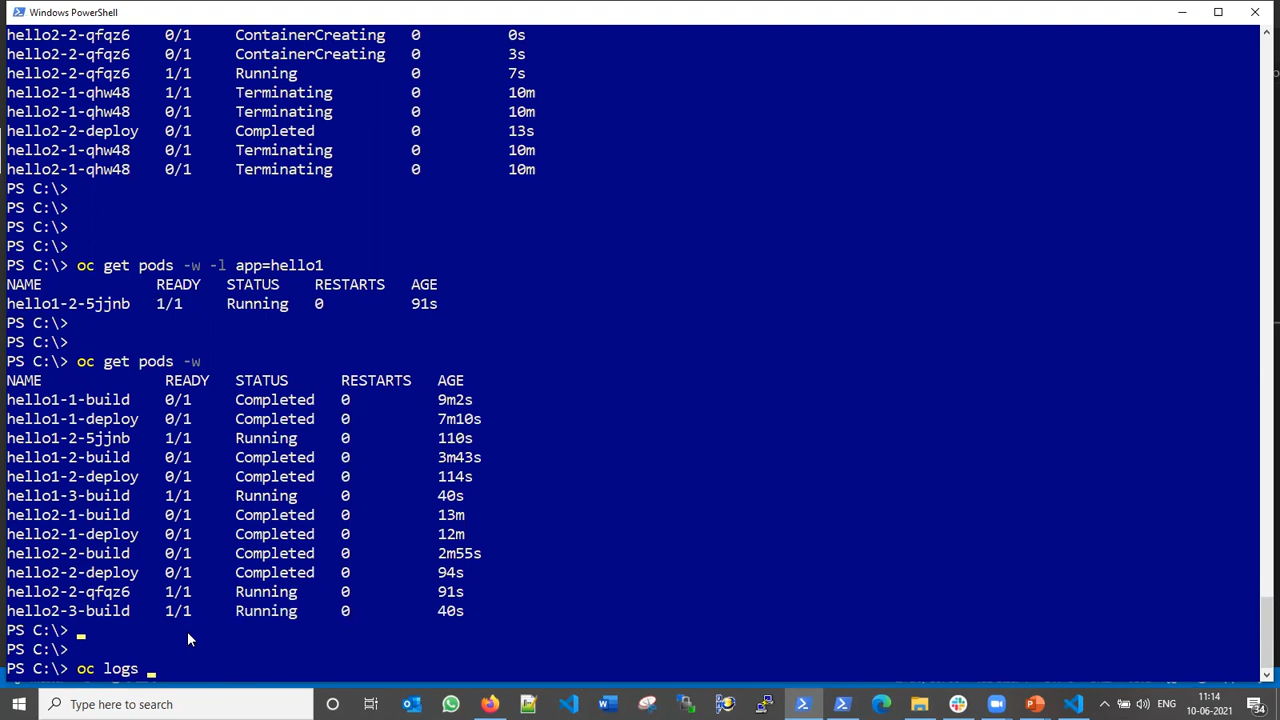 Windows PowerShell
hello2-2-qfqz6 0/1 ContainerCreating 0 0s
hello2-2-qfqz6 0/1 ContainerCreating 0 3s
hello2-2-qfqz6 1/1 Running 0 7s
hello2-1-qhw48 1/1 Terminating 0 10m
hello2-1-qhw48 0/1 Terminating 0 10m
hello2-2-deploy 0/1 Completed 0 13s
hello2-1-qhw48 0/1 Terminating 0 10m
hello2-1-qhw48 0/1 Terminating 0 10m
PS C:\>
PS C:\>
PS C:\>
PS C:\>
PS C:\> oc get pods -w -l app=hello1
NAME READY STATUS RESTARTS AGE
hello1-2-5jjnb 1/1 Running 0 91s
PS C:\>
PS C:\>
PS C:\> oc get pods -w
NAME READY STATUS RESTARTS AGE
hello1-1-build 0/1 Completed 0 9m2s
hello1-1-deploy 0/1 Completed 0 7m10s
hello1-2-5jjnb 1/1 Running 0 110s
hello1-2-build 0/1 Completed 0 3m43s
hello1-2-deploy 0/1 Completed 0 114s
hello1-3-build 1/1 Running 0 40s
hello2-1-build 0/1 Completed 0 13m
hello2-1-deploy 0/1 Completed 0 12m
hello2-2-build 0/1 Completed 0 2m55s
hello2-2-deploy 0/1 Completed 0 94s
hello2-2-qfqz6 1/1 Running 0 91s
hello2-3-build 1/1 Running 0 40s
PS C:\>
PS C:\>
PS C:\> oc logs
Type here to search
ENG
11:14
10-06-2021
34